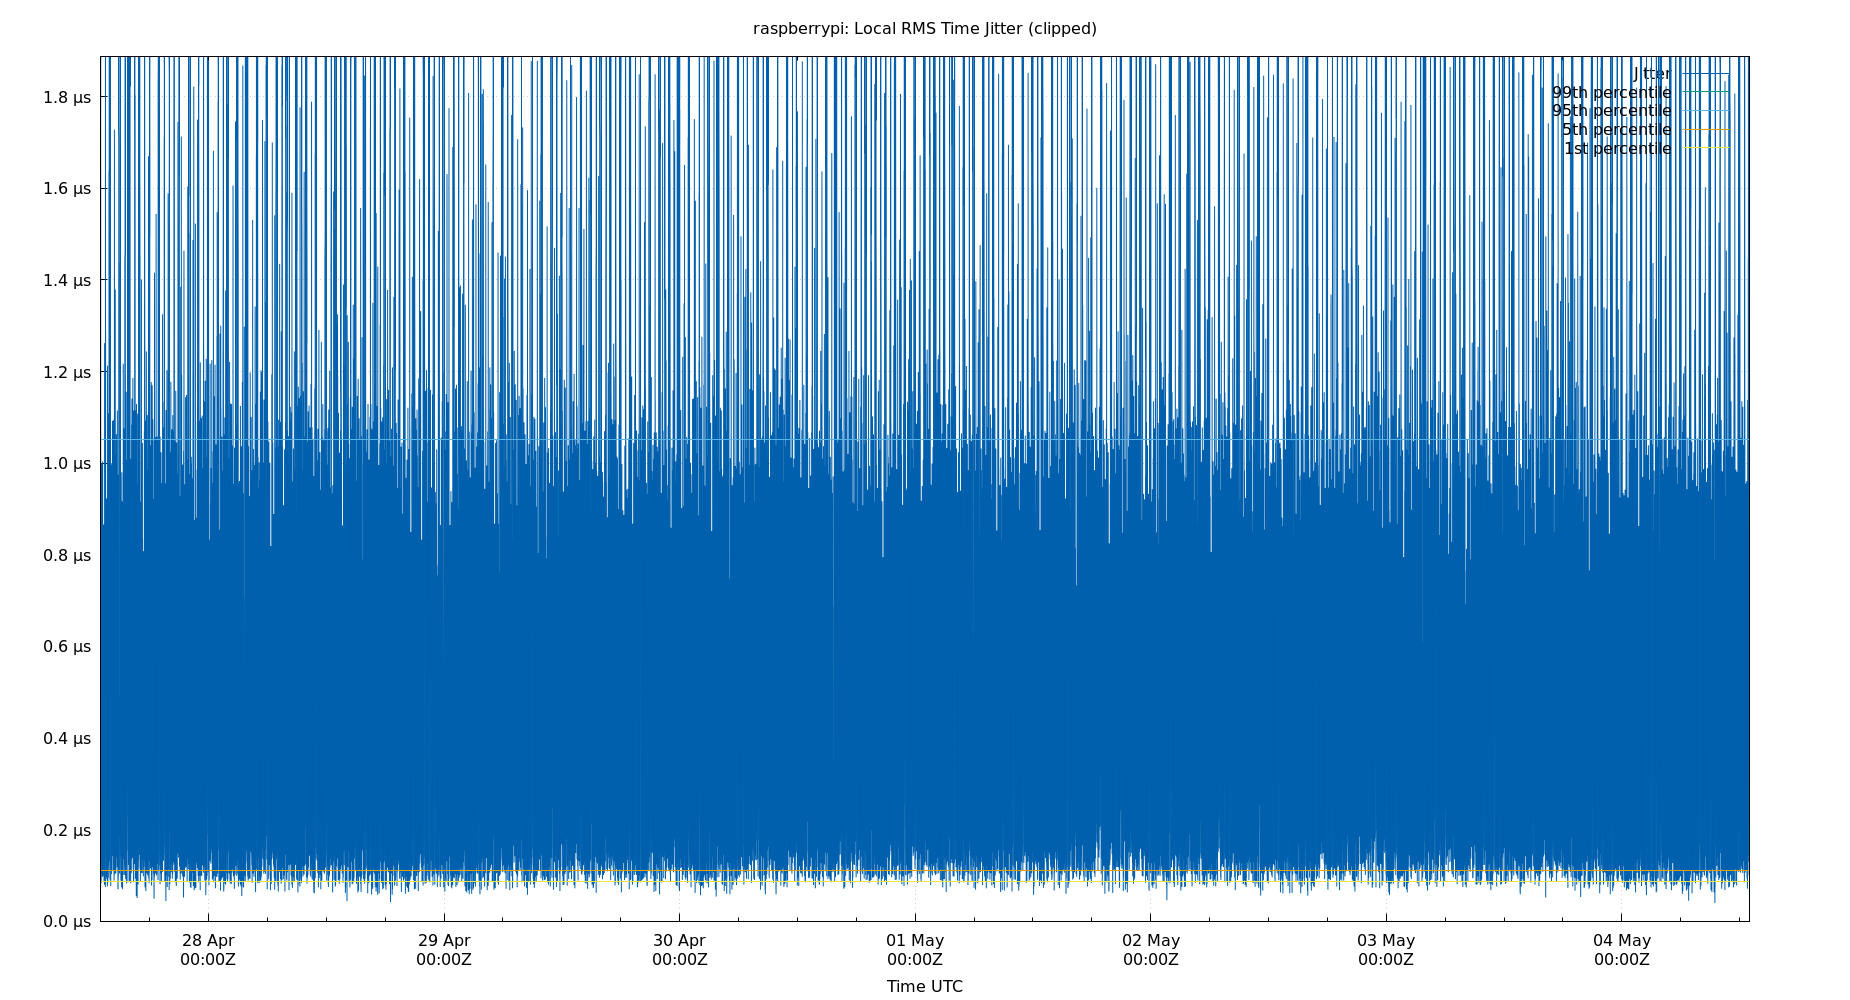 raspberrypi: Local RMS Time Jitter (clipped)
Jitter
99th percentile
95th percentile
5th percentile
1st percentile
1.8 µs
1.6 µs
1.4 µs
1.2 µs
1.0 µs
0.8 µs
0.6 µs
0.4 µs
0.2 µs
0.0 µs
28 Apr 29 Apr 30 Apr 01 May 02 May 03 May 04 May
00:00Z 00:00Z 00:00Z 00:00Z 00:00Z 00:00Z 00:00Z
Time UTC